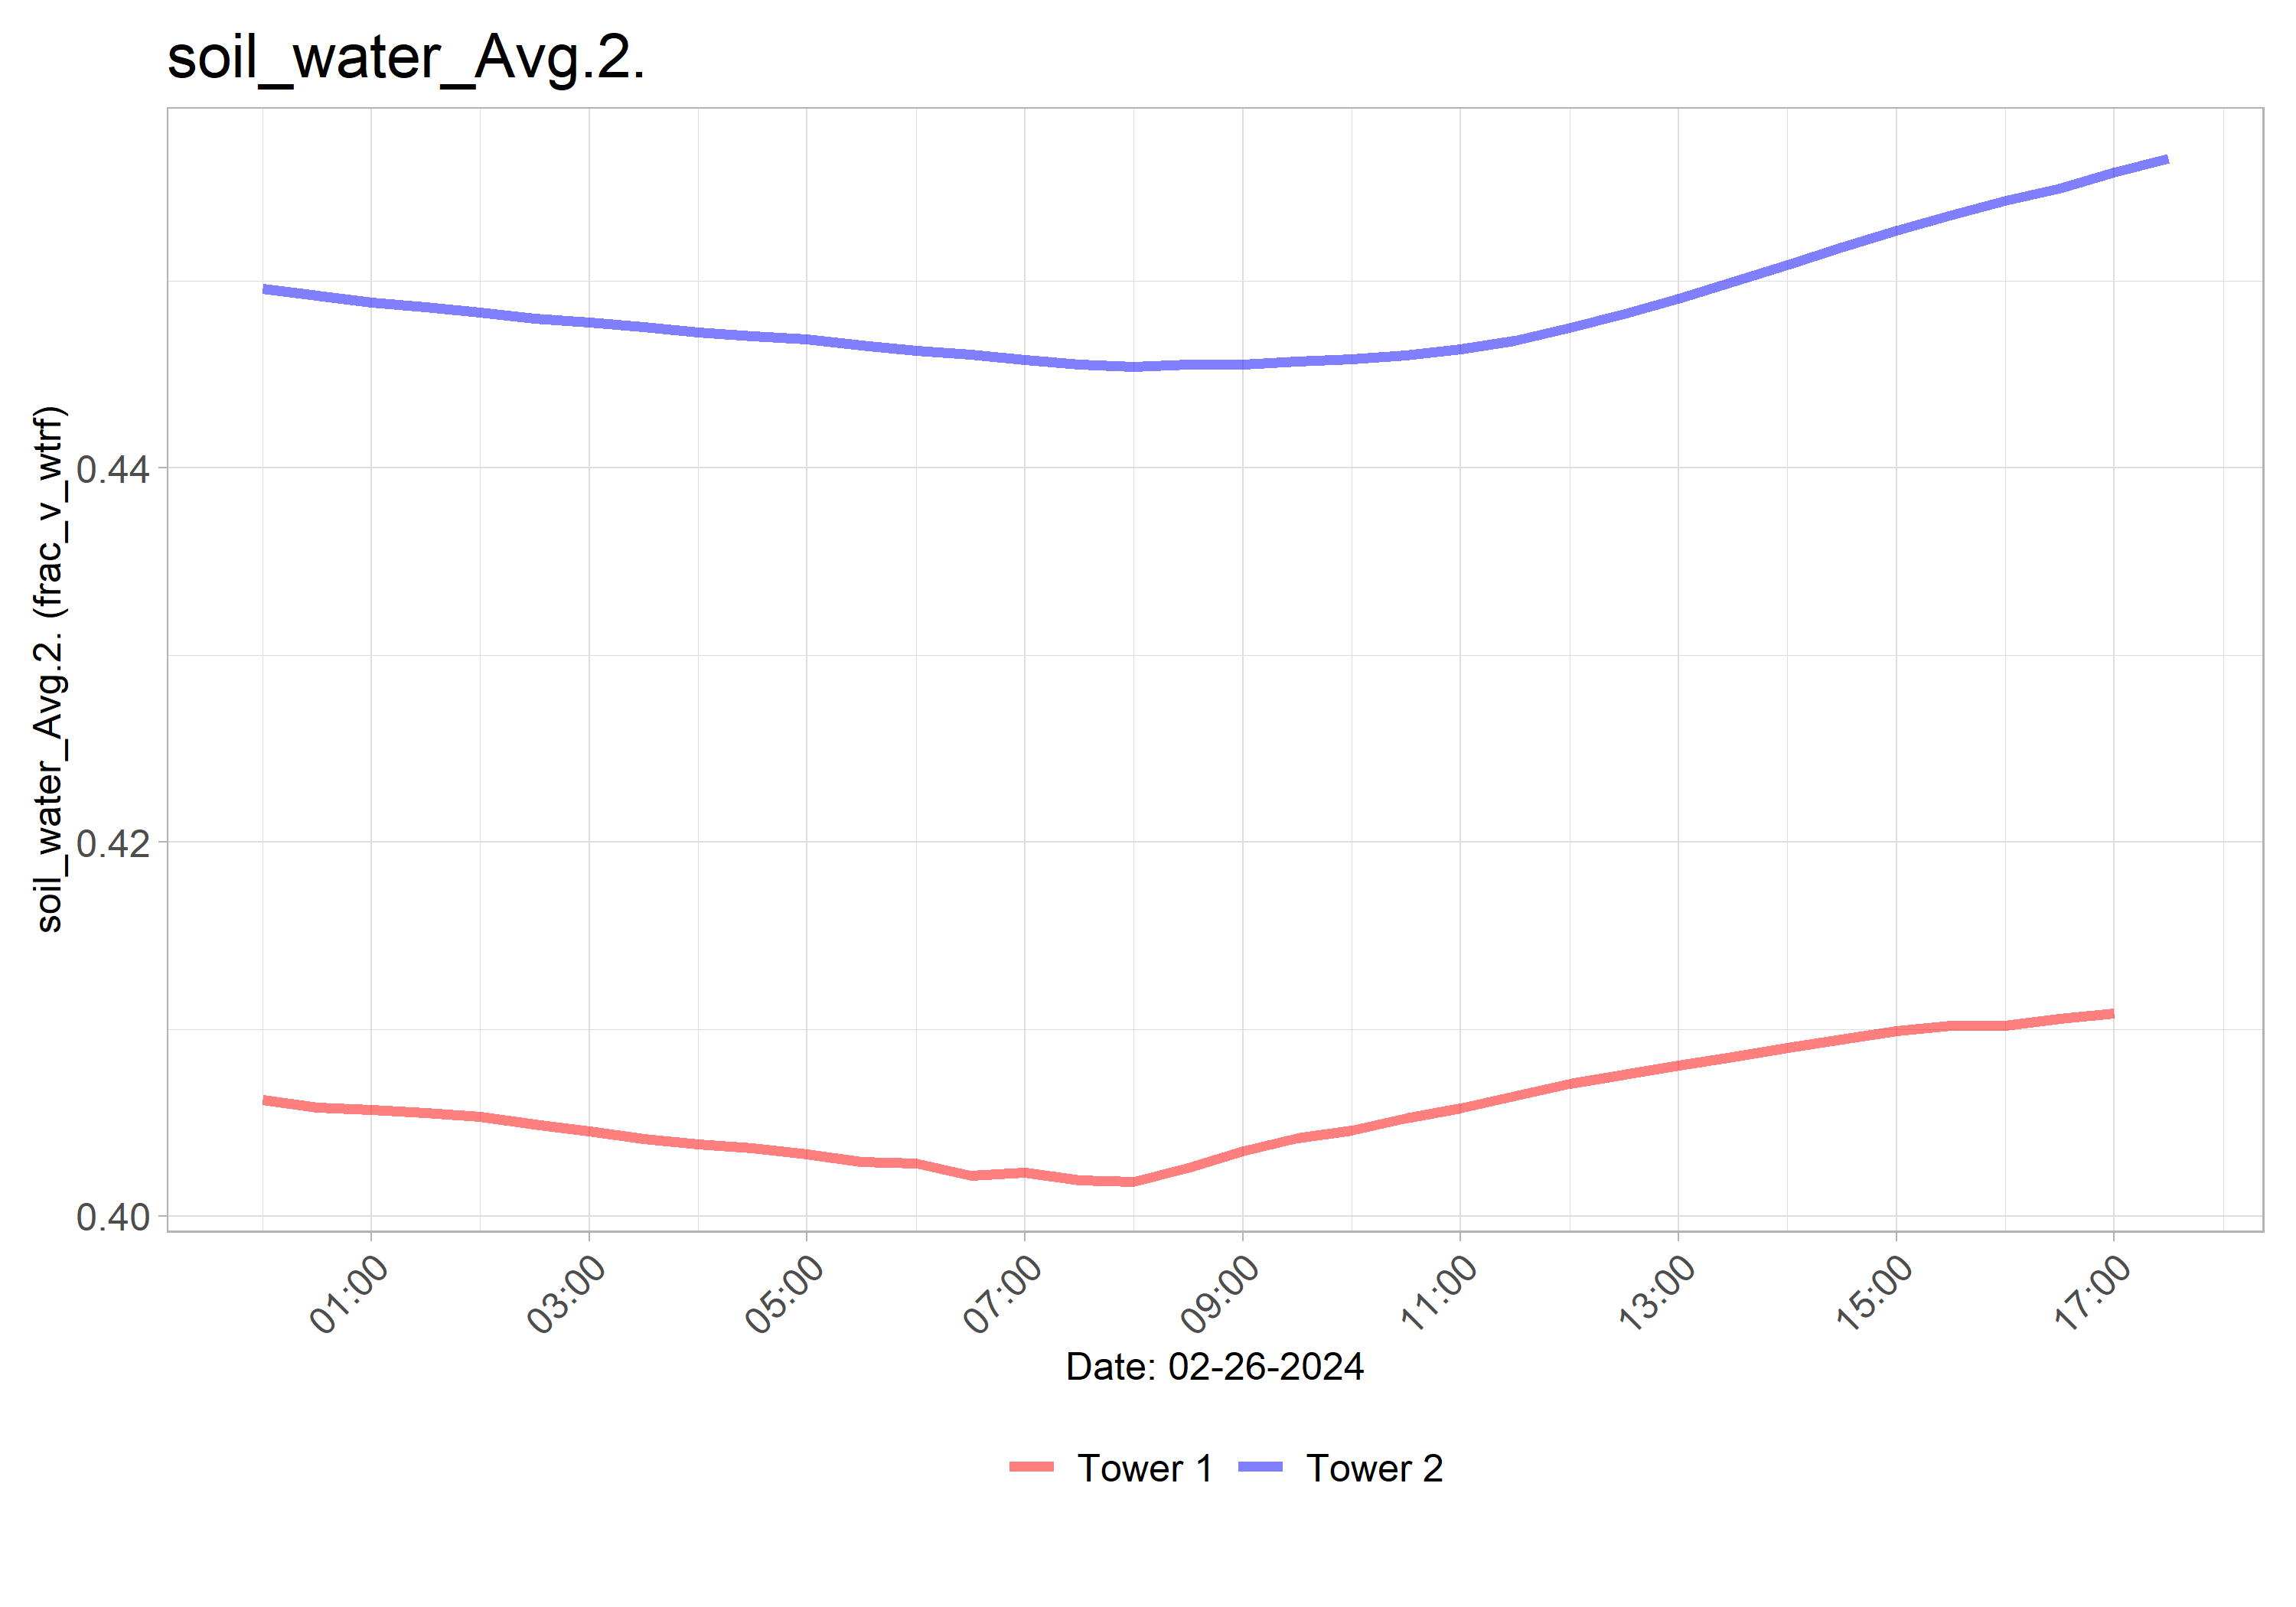 soil_water_Avg.2.
soil_water_Avg.2. (frac_v_wtrf)
0.44
0.42
0.40
01:00 03:00 05:00 07:00 09:00 11:00 13:00 15:00 17:00
Date: 02-26-2024
Tower 1 Tower 2